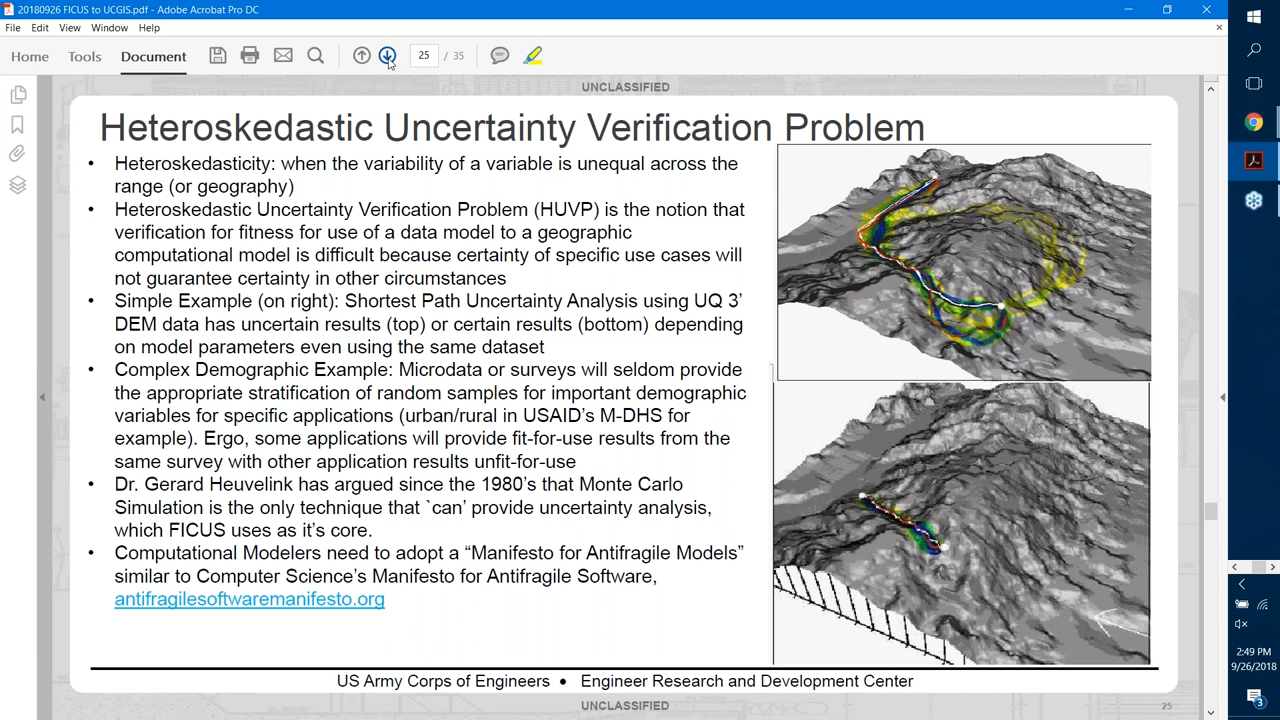 20180926 FICUS to UCGIS.pdf - Adobe Acrobat Pro DC
File Edit View Window Help
Home Tools Document 25 / 35
UNCLASSIFIED
Heteroskedastic Uncertainty Verification Problem
• Heteroskedasticity: when the variability of a variable is unequal across the
range (or geography)
• Heteroskedastic Uncertainty Verification Problem (HUVP) is the notion that
verification for fitness for use of a data model to a geographic
computational model is difficult because certainty of specific use cases will
not guarantee certainty in other circumstances
• Simple Example (on right): Shortest Path Uncertainty Analysis using UQ 3’
DEM data has uncertain results (top) or certain results (bottom) depending
on model parameters even using the same dataset
• Complex Demographic Example: Microdata or surveys will seldom provide
the appropriate stratification of random samples for important demographic
variables for specific applications (urban/rural in USAID’s M-DHS for
example). Ergo, some applications will provide fit-for-use results from the
same survey with other application results unfit-for-use
• Dr. Gerard Heuvelink has argued since the 1980’s that Monte Carlo
Simulation is the only technique that `can’ provide uncertainty analysis,
which FICUS uses as it’s core.
• Computational Modelers need to adopt a “Manifesto for Antifragile Models”
similar to Computer Science’s Manifesto for Antifragile Software,
antifragilesoftwaremanifesto.org
US Army Corps of Engineers • Engineer Research and Development Center
UNCLASSIFIED
25
2:49 PM
9/26/2018
3